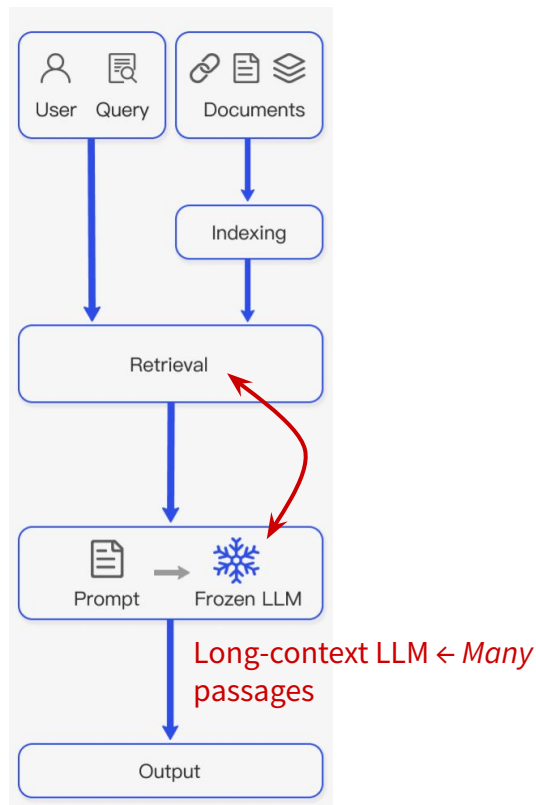 User Query
Documents
Indexing
Retrieval
Prompt
Frozen LLM
Long-context LLM ← Many
passages
Output